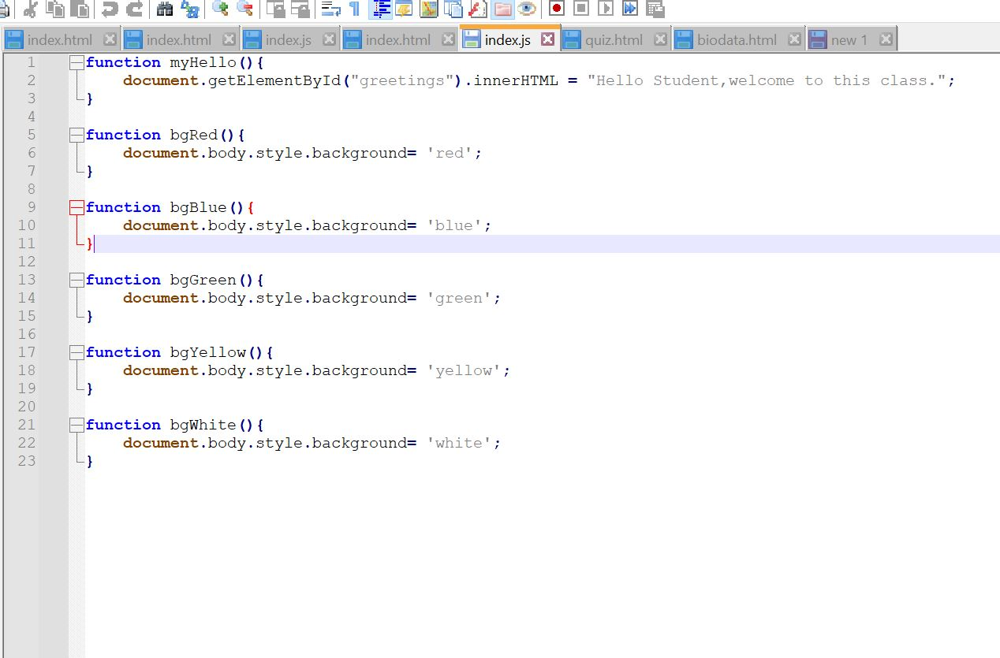 index.html index.html index.js index.html index.js quiz.html biodata.html new 1
1 function myHello(){
2 document.getElementById("greetings").innerHTML = "Hello Student,welcome to this class.";
3 }
4
5 function bgRed(){
6 document.body.style.background= 'red';
7 }
8
9 function bgBlue(){
10 document.body.style.background= 'blue';
11 }
12
13 function bgGreen(){
14 document.body.style.background= 'green';
15 }
16
17 function bgYellow(){
18 document.body.style.background= 'yellow';
19 }
20
21 function bgWhite(){
22 document.body.style.background= 'white';
23 }